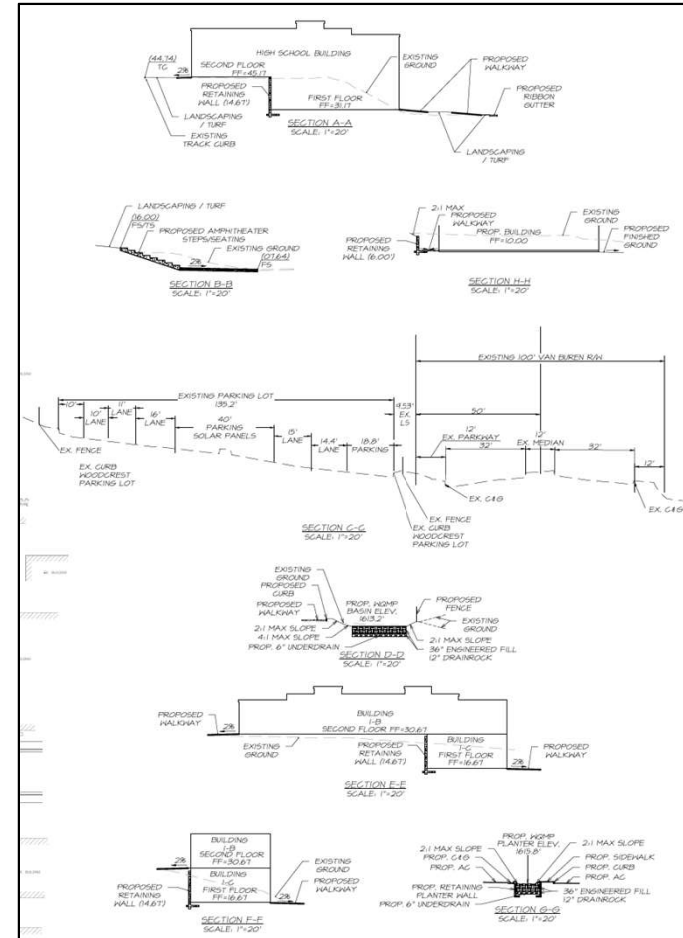 HIGH SCHOOL BUILDING
(44.74)
TC
2%
SECOND FLOOR
FF=45.17
EXISTING
GROUND
PROPOSED
WALKWAY
PROPOSED
RETAINING
WALL (14.67')
FIRST FLOOR
FF=31.17
PROPOSED
RIBBON
GUTTER
LANDSCAPING
/ TURF
EXISTING
TRACK CURB
LANDSCAPING
/ TURF
SECTION A-A
SCALE: 1"=20'
LANDSCAPING / TURF
(16.00)
FS/TS
PROPOSED AMPHITHEATER
STEPS/SEATING
EXISTING GROUND
2%
(07.64)
FS
SECTION B-B
SCALE: 1"=20'
2:1 MAX
PROPOSED
WALKWAY
EXISTING
GROUND
PROPOSED
RETAINING
WALL (6.00')
PROP. BUILDING
FF=10.00
PROPOSED
FINISHED
GROUND
SECTION H-H
SCALE: 1"=20'
EXISTING 100' VAN BUREN R/W
EXISTING PARKING LOT
135.2'
9.53'
EX.
LS
50'
10'
10'
LANE
11'
LANE
16'
LANE
40'
PARKING
SOLAR PANELS
15'
LANE
14.4'
LANE
18.8'
PARKING
12'
EX. PARKWAY
32'
12'
EX. MEDIAN
32'
12'
EX. FENCE
EX. CURB
WOODCREST
PARKING LOT
EX. C&G
EX. C&G
EX. FENCE
EX. CURB
WOODCREST
PARKING LOT
SECTION C-C
SCALE: 1"=20'
EXISTING
GROUND
PROPOSED
CURB
PROPOSED
WALKWAY
PROP. WQMP
BASIN ELEV.
1613.2'
PROPOSED
FENCE
EXISTING
GROUND
2:1 MAX SLOPE
4:1 MAX SLOPE
PROP. 6" UNDERDRAIN
2:1 MAX SLOPE
36" ENGINEERED FILL
12" DRAINROCK
SECTION D-D
SCALE: 1"=20'
PROPOSED
WALKWAY
2%
BUILDING
1-B
SECOND FLOOR FF=30.67
EXISTING
GROUND
PROPOSED
RETAINING
WALL (14.67)
BUILDING
1-C
FIRST FLOOR
FF=16.67
2%
PROPOSED
WALKWAY
SECTION E-E
SCALE: 1"=20'
2%
BUILDING
1-B
SECOND FLOOR
FF=30.67
BUILDING
1-C
FIRST FLOOR
FF=16.67
2%
EXISTING
GROUND
PROPOSED
WALKWAY
PROPOSED
RETAINING
WALL (14.67)
SECTION F-F
SCALE: 1"=20'
PROP. WQMP
PLANTER ELEV.
1615.8'
2:1 MAX SLOPE
PROP. C&G
PROP. AC
2:1 MAX SLOPE
PROP. SIDEWALK
PROP. CURB
PROP. AC
PROP. RETAINING
PLANTER WALL
PROP. 6" UNDERDRAIN
36" ENGINEERED FILL
12" DRAINROCK
SECTION G-G
SCALE: 1"=20'